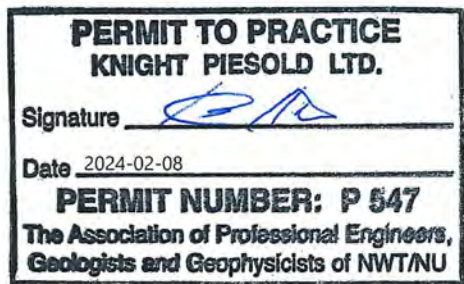 PERMIT TO PRACTICE
KNIGHT PIESOLD LTD.
Signature
Date 2024-02-08
PERMIT NUMBER: P 547
The Association of Professional Engineers,
Geologists and Geophysicists of NWT/NU